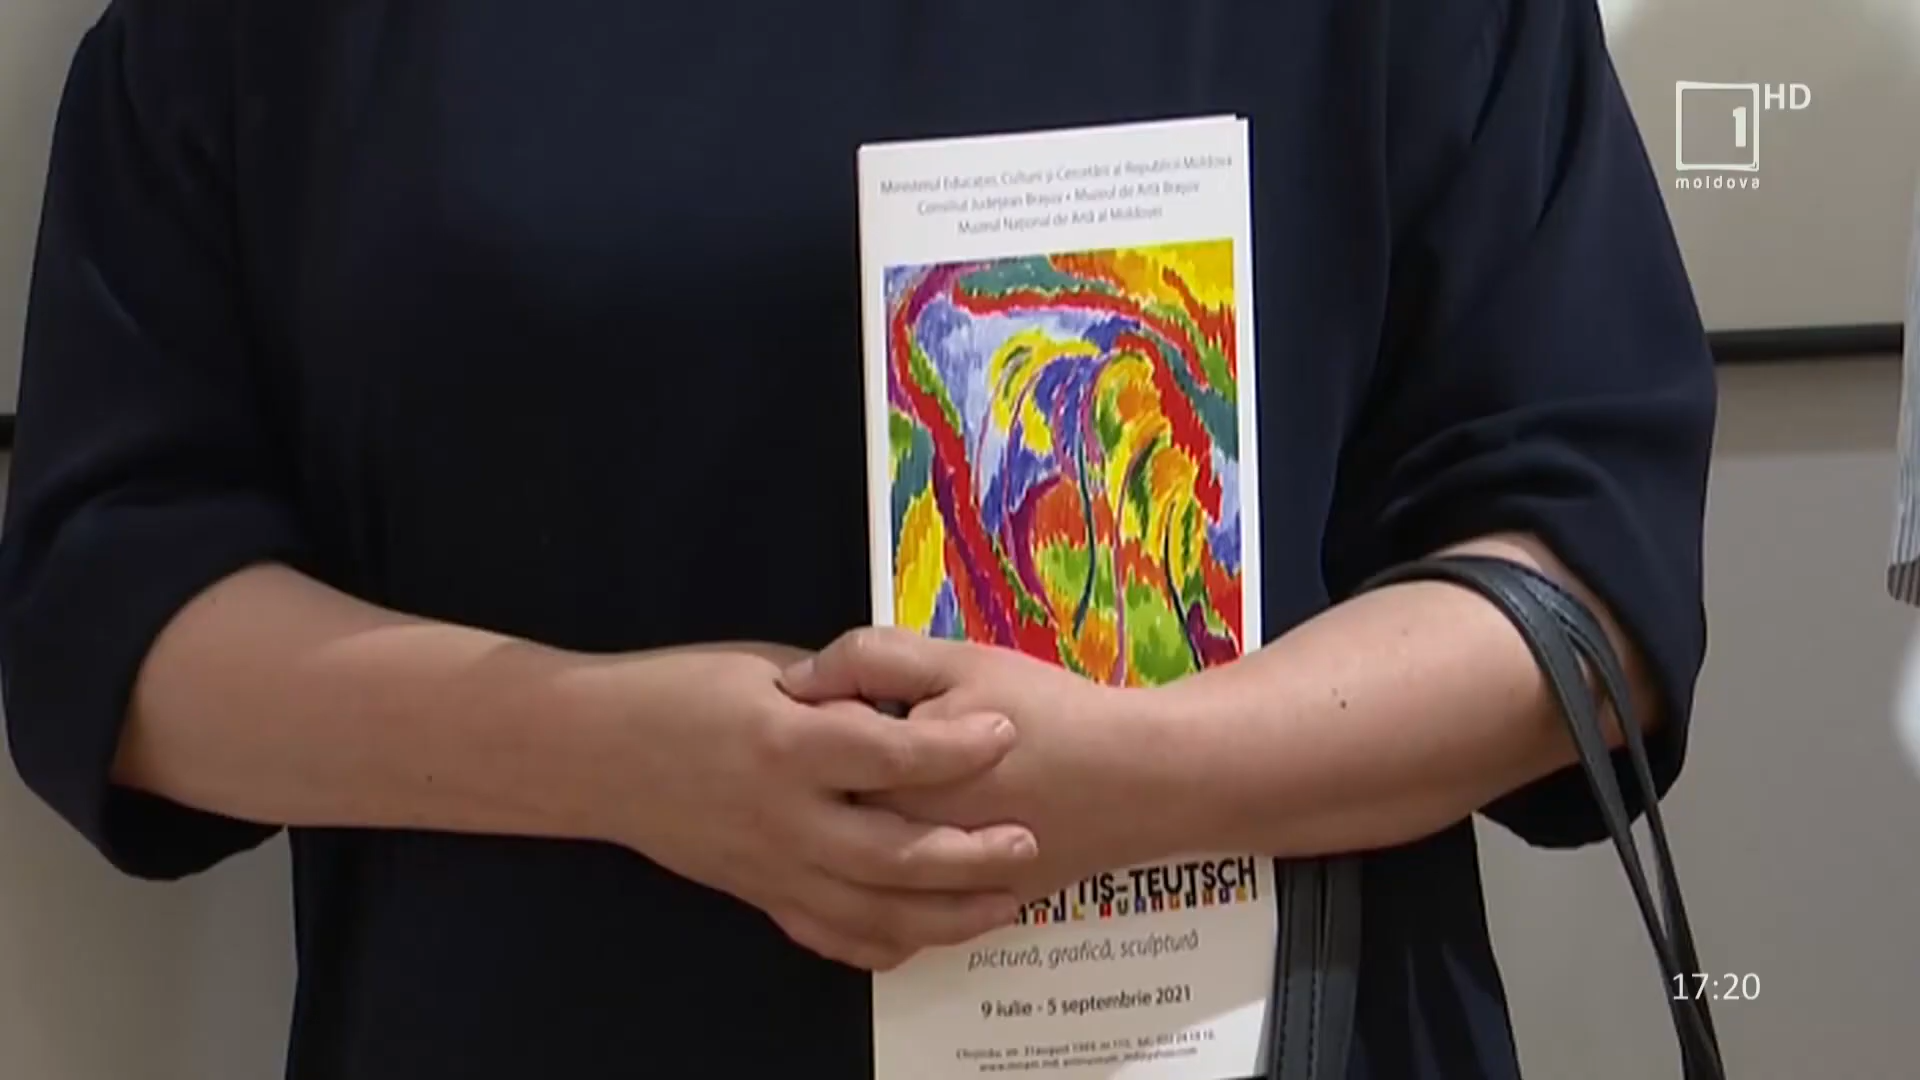 HD
1
moldova
Ministerul Educației, Culturii și Cercetării al Republicii Moldova
Consiliul Județean Brașov • Muzeul de Artă Brașov
Muzeul Național de Artă al Moldovei
TIS-TEUTSCH
pictură, grafică, sculptură
9 iulie - 5 septembrie 2021
17:20